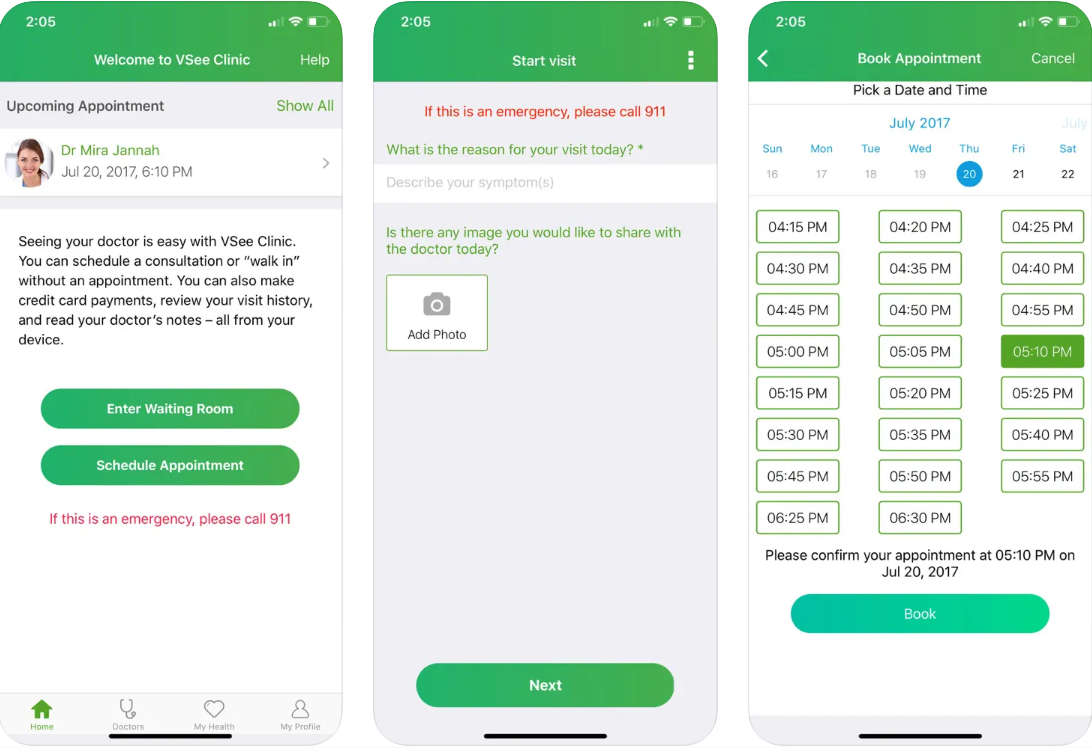 2:05
Welcome to VSee Clinic
Help
Upcoming Appointment
Show All
Dr Mira Jannah
Jul 20, 2017, 6:10 PM
Seeing your doctor is easy with VSee Clinic.
You can schedule a consultation or “walk in”
without an appointment. You can also make
credit card payments, review your visit history,
and read your doctor’s notes – all from your
device.
Enter Waiting Room
Schedule Appointment
If this is an emergency, please call 911
Home
Doctors
My Health
My Profile
2:05
Start visit
If this is an emergency, please call 911
What is the reason for your visit today? *
Describe your symptom(s)
Is there any image you would like to share with
the doctor today?
Add Photo
Next
2:05
Book Appointment
Cancel
Pick a Date and Time
July 2017
July
Sun Mon Tue Wed Thu Fri Sat
16 17 18 19 20 21 22
04:15 PM 04:20 PM 04:25 PM
04:30 PM 04:35 PM 04:40 PM
04:45 PM 04:50 PM 04:55 PM
05:00 PM 05:05 PM 05:10 PM
05:15 PM 05:20 PM 05:25 PM
05:30 PM 05:35 PM 05:40 PM
05:45 PM 05:50 PM 05:55 PM
06:25 PM 06:30 PM
Please confirm your appointment at 05:10 PM on
Jul 20, 2017
Book